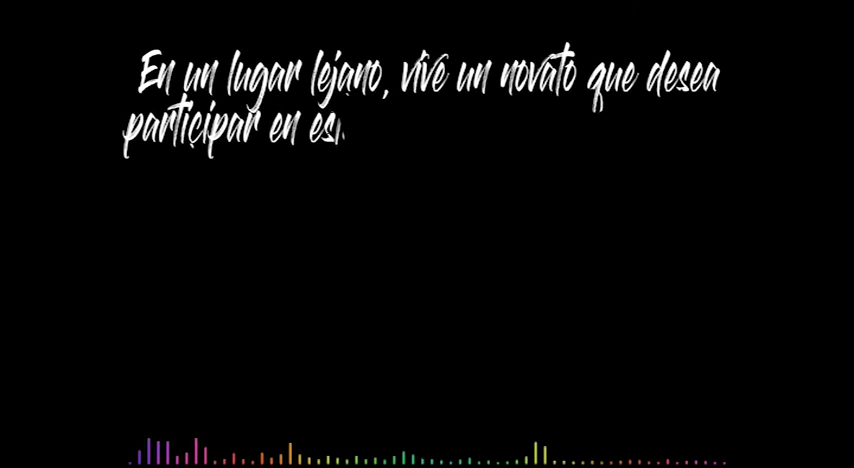 En un lugar lejano, vive un novato que desea
participar en